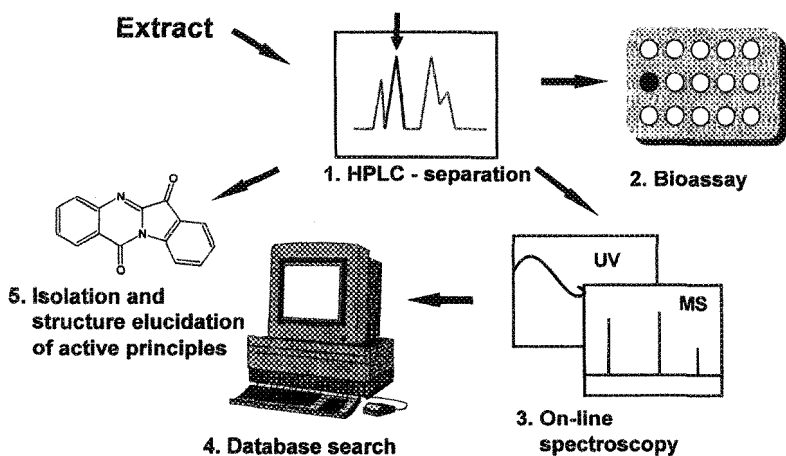 Extract
1. HPLC - separation
2. Bioassay
UV
MS
3. On-line
spectroscopy
4. Database search
O
N
N
O
5. Isolation and
structure elucidation
of active principles